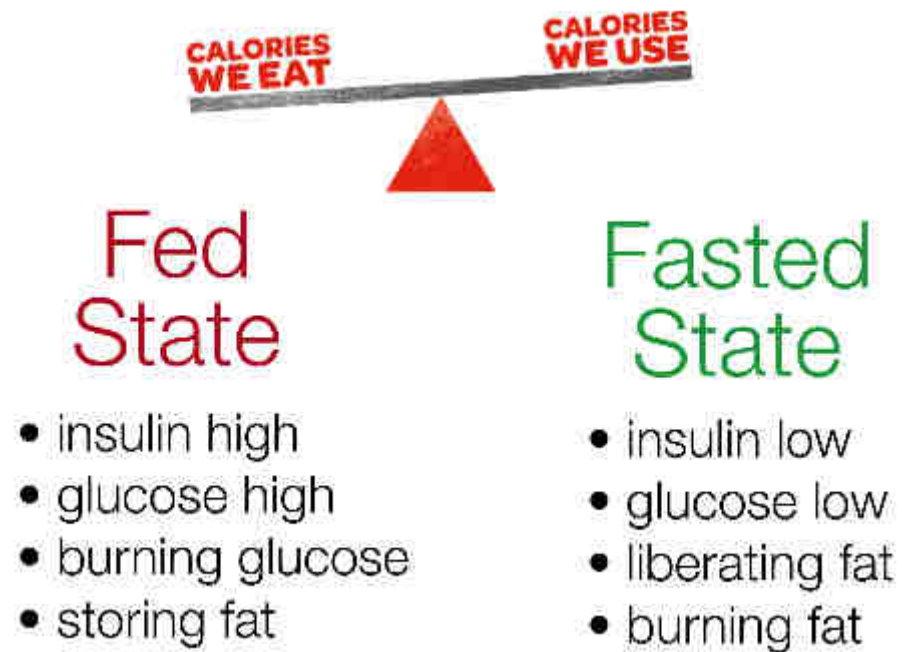 CALORIES
WE EAT
CALORIES
WE USE
Fed
State
• insulin high
• glucose high
• burning glucose
• storing fat
Fasted
State
• insulin low
• glucose low
• liberating fat
• burning fat